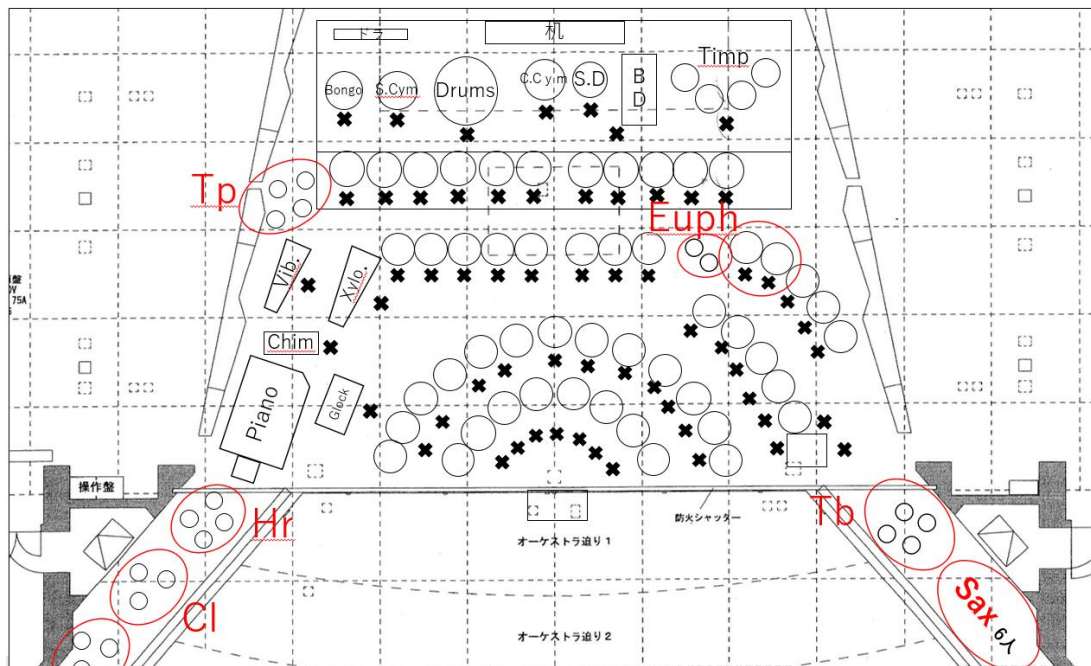 ドラ
机
Timp
Bongo
S.Cym
Drums
C.Cyim
S.D
B
D
Tp
Euph
Vib.
Xylo.
Chim
Piano
Glock
操作盤
Hr
防火シャッター
Tb
オーケストラ迫り1
Cl
Sax 6人
オーケストラ迫り2